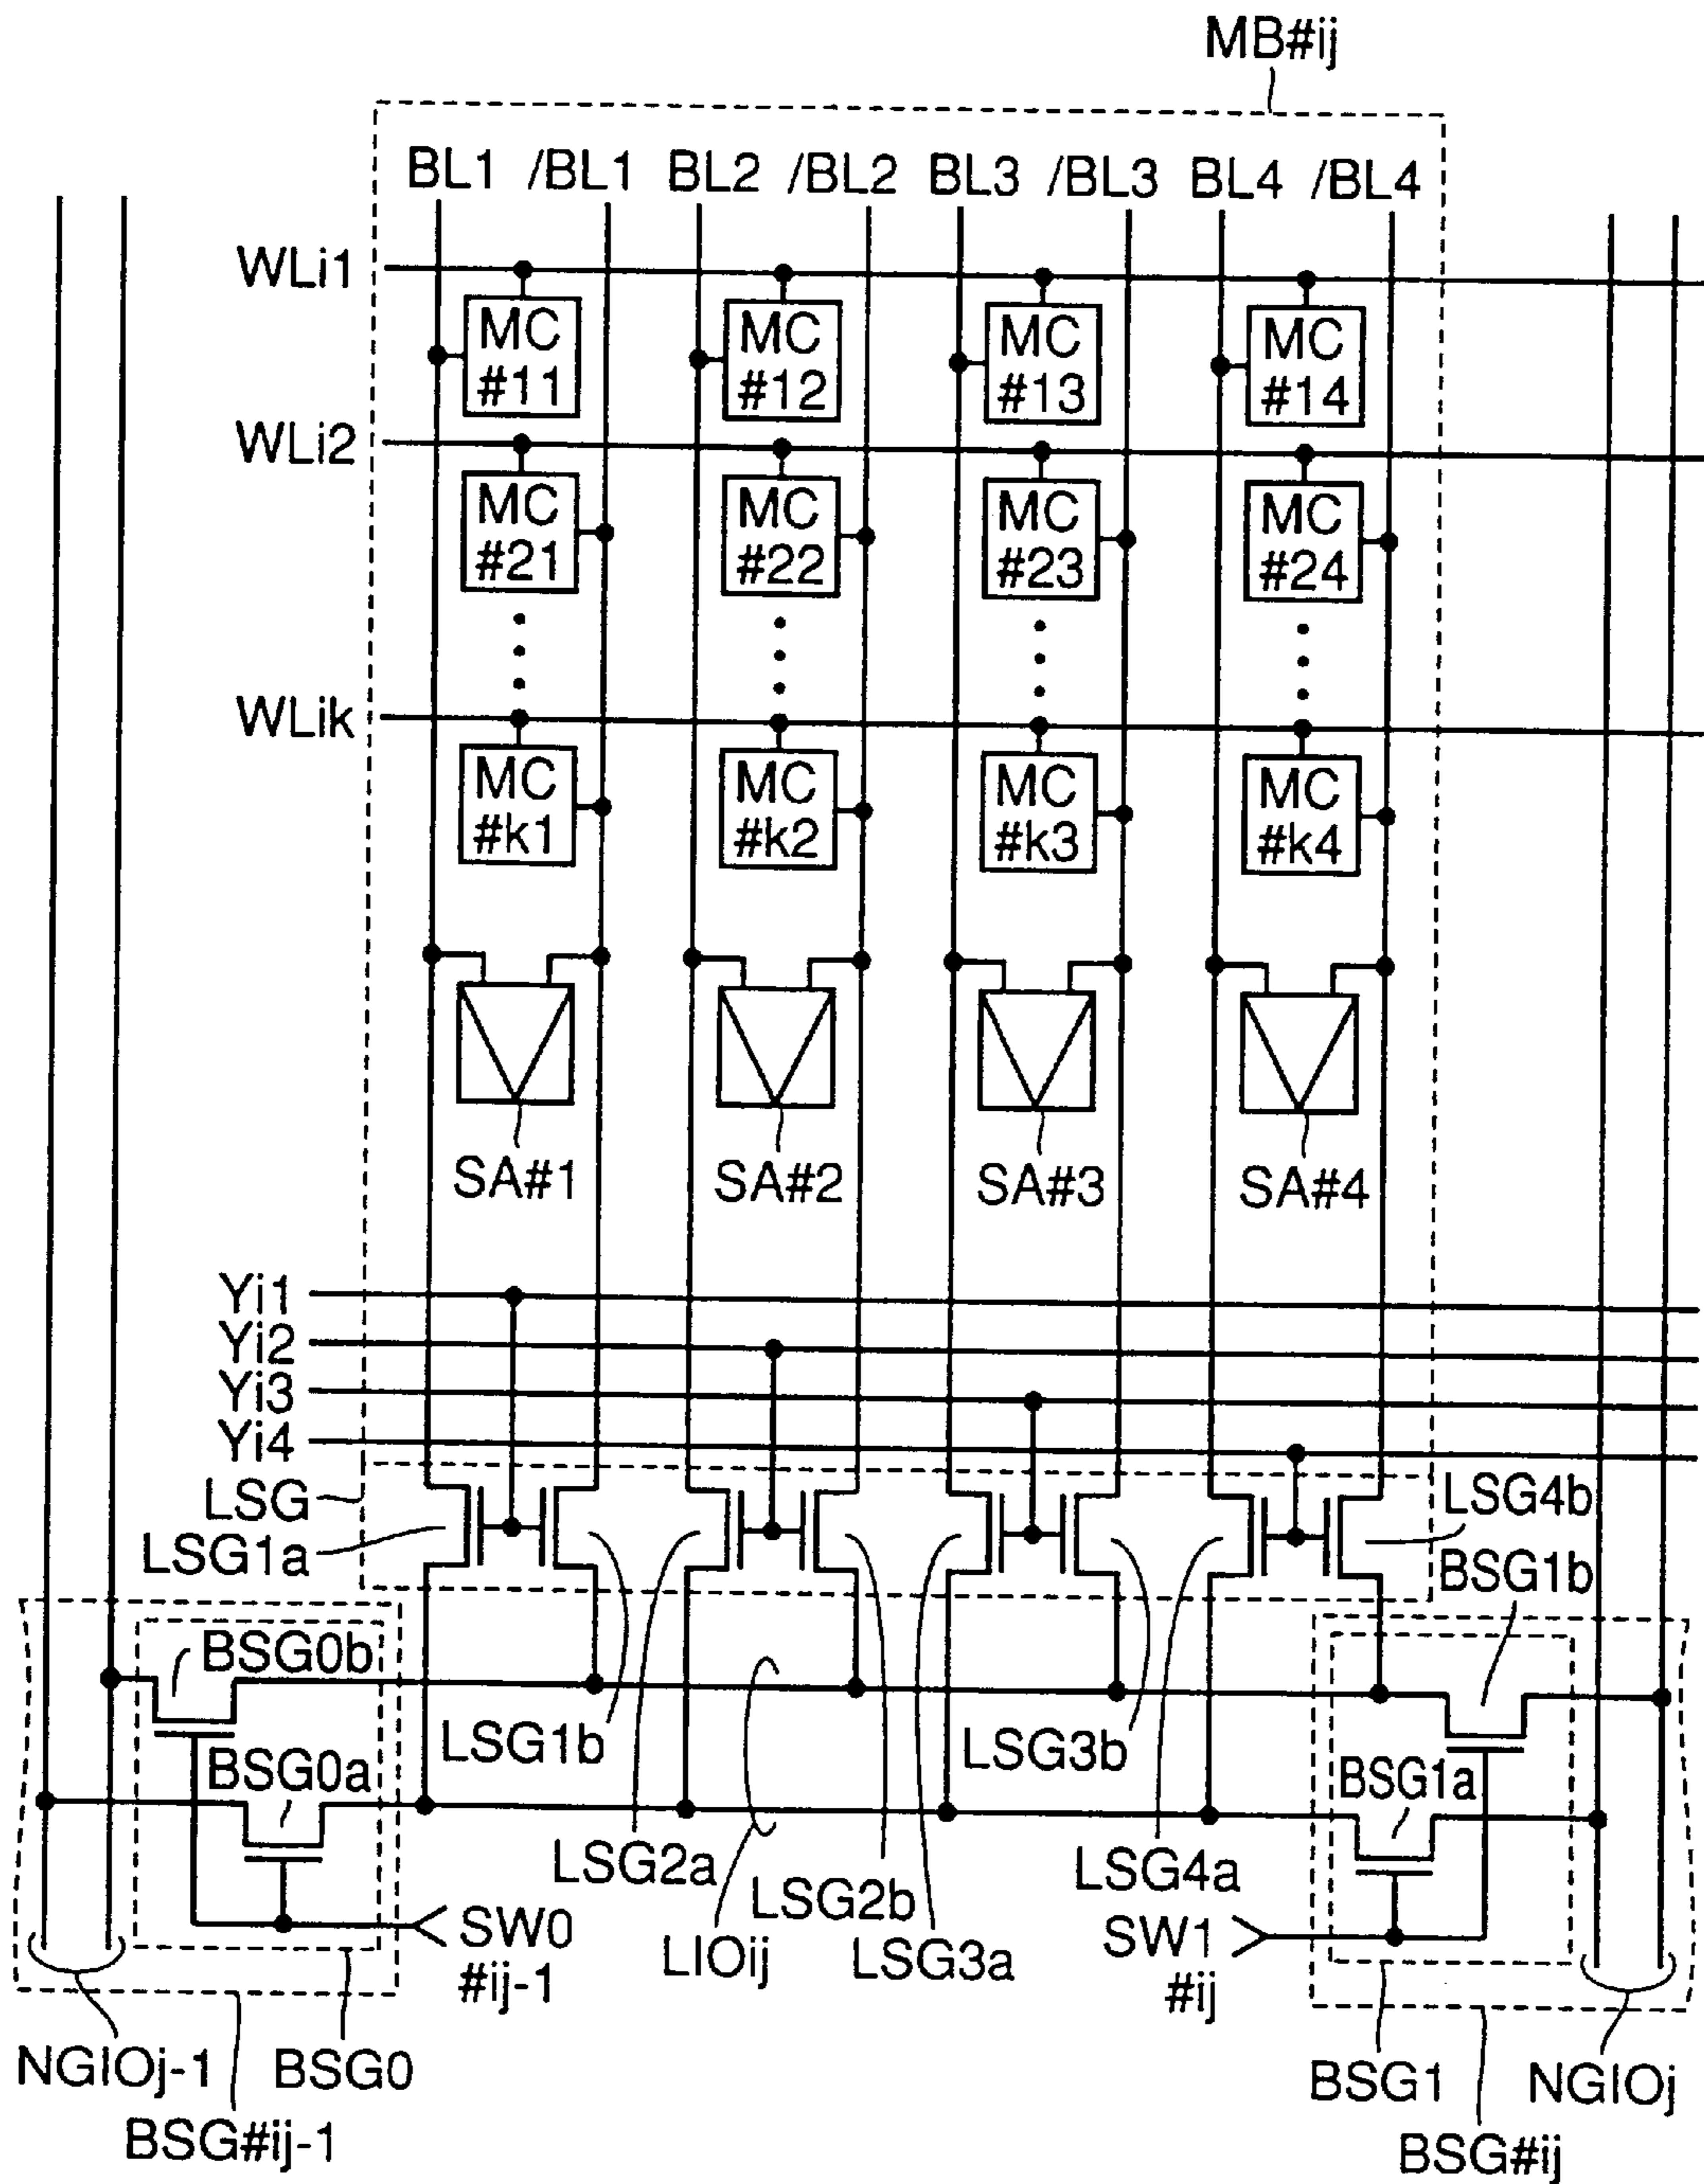 MB#ij
BL1 /BL1 BL2 /BL2 BL3 /BL3 BL4 /BL4
WLi1
MC #11
MC #12
MC #13
MC #14
WLi2
MC #21
MC #22
MC #23
MC #24
WLik
MC #k1
MC #k2
MC #k3
MC #k4
SA#1 SA#2 SA#3 SA#4
Yi1
Yi2
Yi3
Yi4
LSG
LSG1a
LSG4b
BSG1b
BSG0b
LSG1b
LSG3b
BSG0a
BSG1a
LSG2a
LSG2b
LSG4a
SW0
#ij-1
LIOij
LSG3a
SW1
#ij
NGIOj-1
BSG0
BSG1
NGIOj
BSG#ij-1
BSG#ij